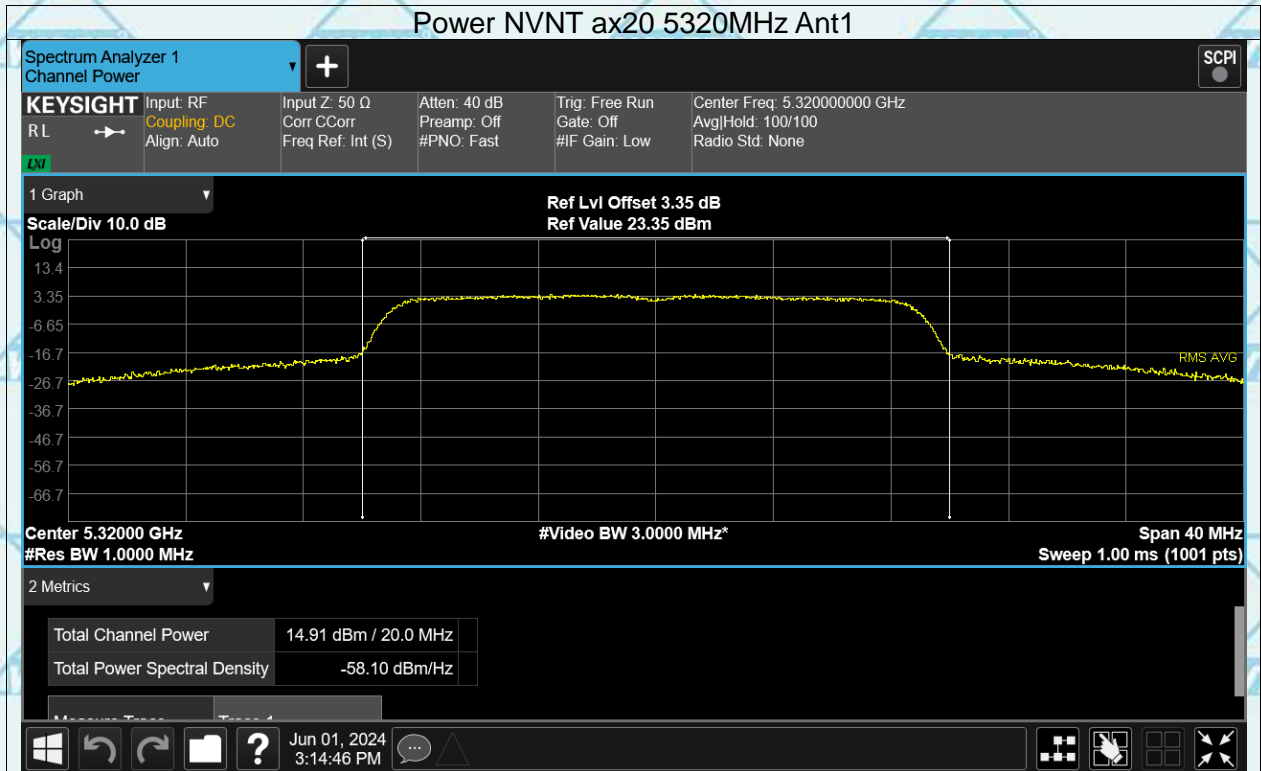 Power NVNT ax20 5320MHz Ant1
Spectrum Analyzer 1
Channel Power
SCPI
KEYSIGHT
R L
LXI
Input: RF
Coupling: DC
Align: Auto
Input Z: 50 Ω
Corr CCorr
Freq Ref: Int (S)
Atten: 40 dB
Preamp: Off
#PNO: Fast
Trig: Free Run
Gate: Off
#IF Gain: Low
Center Freq: 5.320000000 GHz
Avg|Hold: 100/100
Radio Std: None
1 Graph
Scale/Div 10.0 dB
Ref Lvl Offset 3.35 dB
Ref Value 23.35 dBm
Log
13.4
3.35
-6.65
-16.7
-26.7
-36.7
-46.7
-56.7
-66.7
RMS AVG
Center 5.32000 GHz
#Res BW 1.0000 MHz
#Video BW 3.0000 MHz*
Span 40 MHz
Sweep 1.00 ms (1001 pts)
2 Metrics
Total Channel Power 14.91 dBm / 20.0 MHz
Total Power Spectral Density -58.10 dBm/Hz
Measure Trace Trace 1
Jun 01, 2024
3:14:46 PM